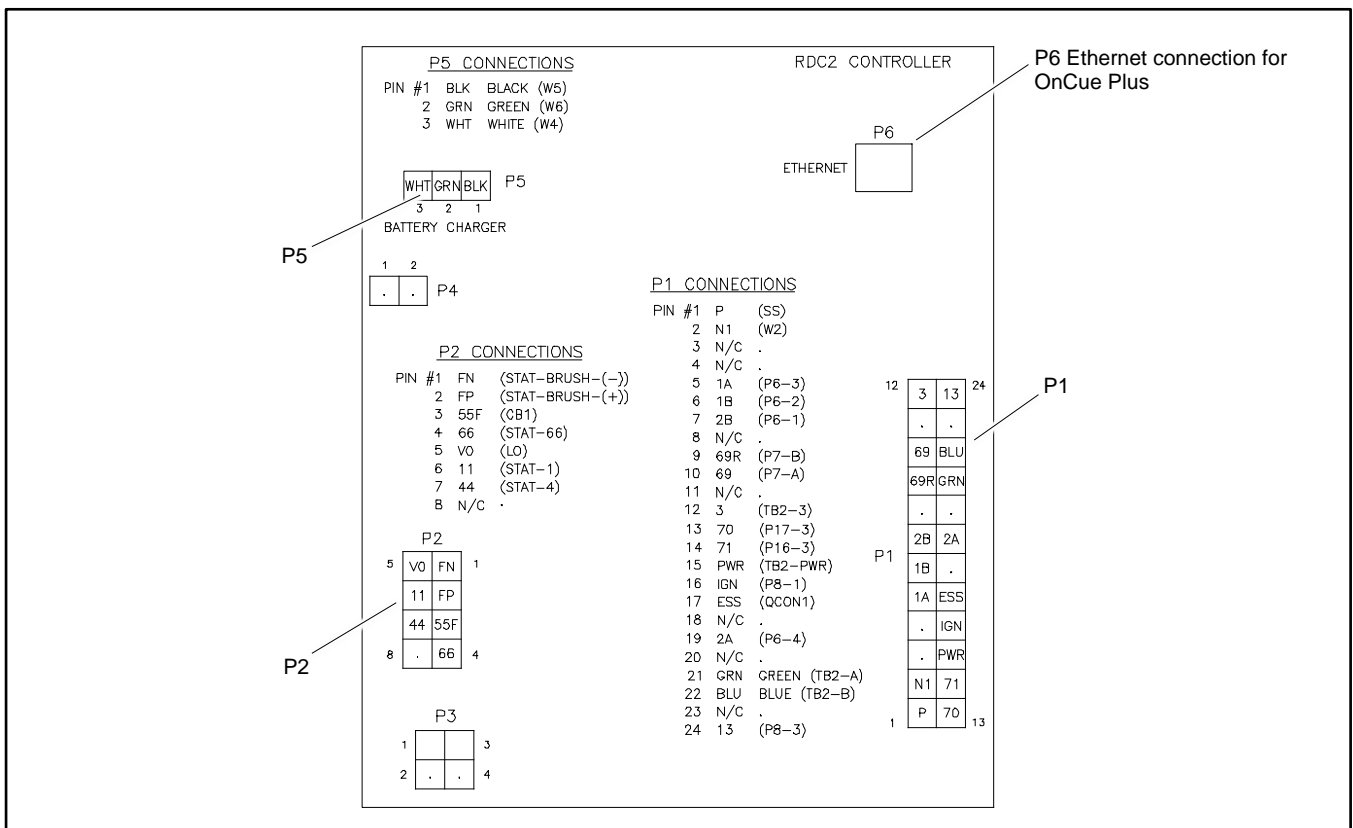 P5 CONNECTIONS
PIN #1 BLK BLACK (W5)
2 GRN GREEN (W6)
3 WHT WHITE (W4)
RDC2 CONTROLLER
P6 Ethernet connection for
OnCue Plus
P6
ETHERNET
WHT GRN BLK P5
3 2 1
BATTERY CHARGER
P5
1 2
. . P4
P2 CONNECTIONS
PIN #1 FN (STAT-BRUSH-(-))
2 FP (STAT-BRUSH-(+))
3 55F (CB1)
4 66 (STAT-66)
5 V0 (LO)
6 11 (STAT-1)
7 44 (STAT-4)
8 N/C .
P1 CONNECTIONS
PIN #1 P (SS)
2 N1 (W2)
3 N/C .
4 N/C .
5 1A (P6-3)
6 1B (P6-2)
7 2B (P6-1)
8 N/C .
9 69R (P7-B)
10 69 (P7-A)
11 N/C .
12 3 (TB2-3)
13 70 (P17-3)
14 71 (P16-3)
15 PWR (TB2-PWR)
16 IGN (P8-1)
17 ESS (QCON1)
18 N/C .
19 2A (P6-4)
20 N/C .
21 GRN GREEN (TB2-A)
22 BLU BLUE (TB2-B)
23 N/C .
24 13 (P8-3)
12 3 13 24
. .
69 BLU
69R GRN
. .
2B 2A
1B .
1A ESS
. IGN
. PWR
N1 71
1 P 70 13
P1
P1
P2
5 V0 FN 1
11 FP
44 55F
8 . 66 4
P2
P3
1 3
2 . . 4